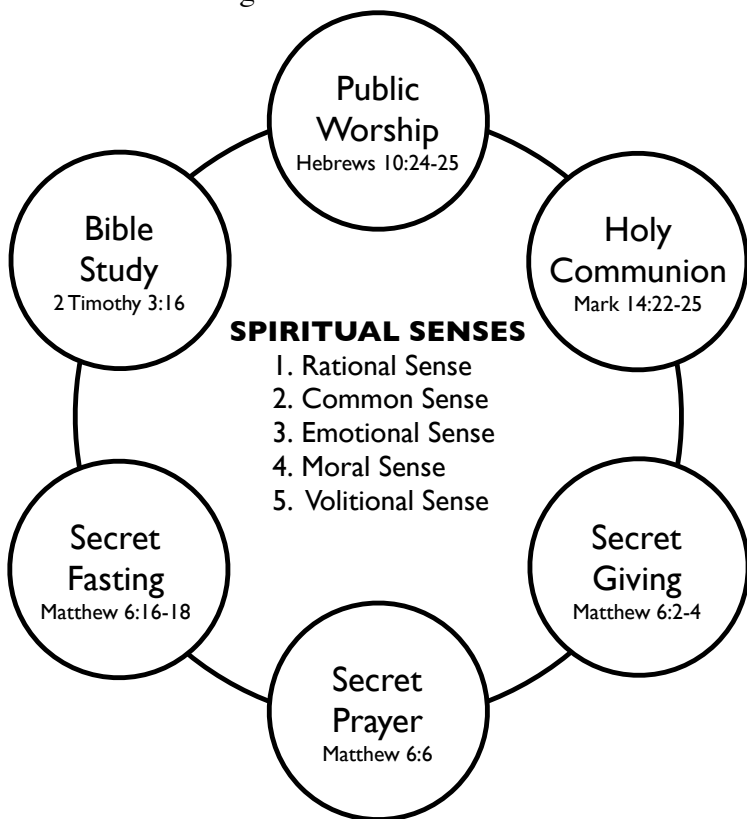 Public
Worship
Hebrews 10:24-25
Holy
Communion
Mark 14:22-25
Secret
Giving
Matthew 6:2-4
Secret
Prayer
Matthew 6:6
Secret
Fasting
Matthew 6:16-18
Bible
Study
2 Timothy 3:16
SPIRITUAL SENSES
1. Rational Sense
2. Common Sense
3. Emotional Sense
4. Moral Sense
5. Volitional Sense